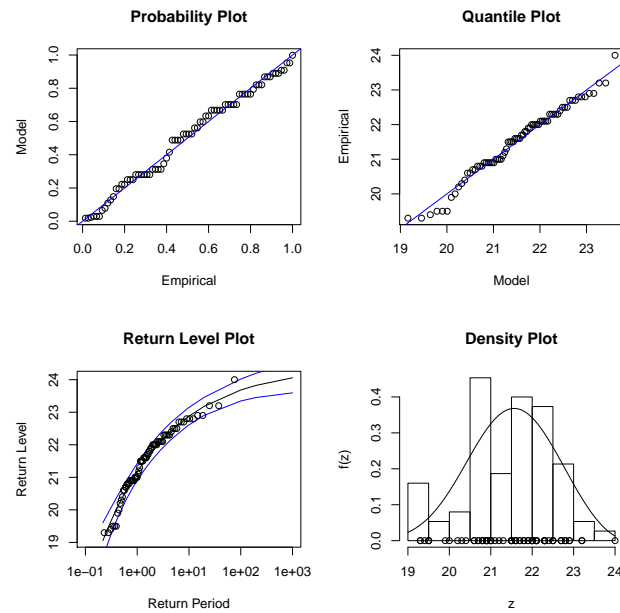 Probability Plot
Model
0.0 0.2 0.4 0.6 0.8 1.0
0.0 0.2 0.4 0.6 0.8 1.0
Empirical
Quantile Plot
Empirical
20 21 22 23 24
19 20 21 22 23
Model
Return Level Plot
Return Level
19 20 21 22 23 24
1e−01 1e+00 1e+01 1e+02 1e+03
Return Period
Density Plot
f(z)
0.0 0.1 0.2 0.3 0.4
19 20 21 22 23 24
z